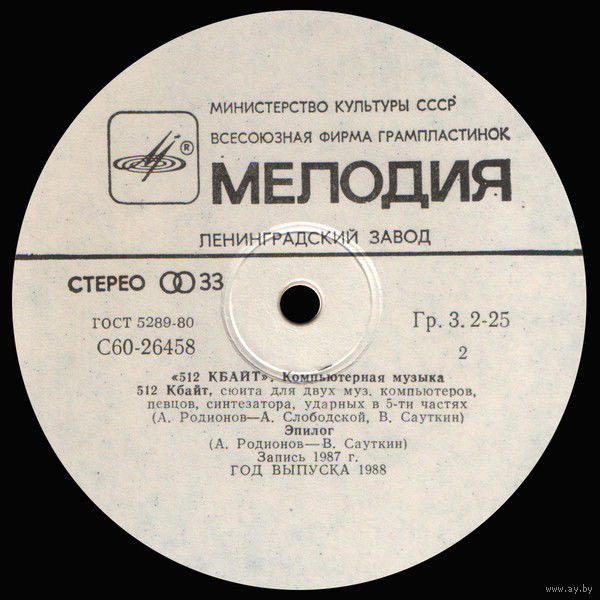 МИНИСТЕРСТВО КУЛЬТУРЫ СССР
ВСЕСОЮЗНАЯ ФИРМА ГРАМПЛАСТИНОК
®
МЕЛОДИЯ
ЛЕНИНГРАДСКИЙ ЗАВОД
СТЕРЕО 33
ГОСТ 5289-80
Гр. 3. 2-25
С60-26458
2
«512 КБАЙТ». Компьютерная музыка
512 Кбайт, сюита для двух муз. компьютеров,
певцов, синтезатора, ударных в 5-ти частях
(А. Родионов—А. Слободской, В. Сауткин)
Эпилог
(А. Родионов—В. Сауткин)
Запись 1987 г.
ГОД ВЫПУСКА 1988
www.ay.by